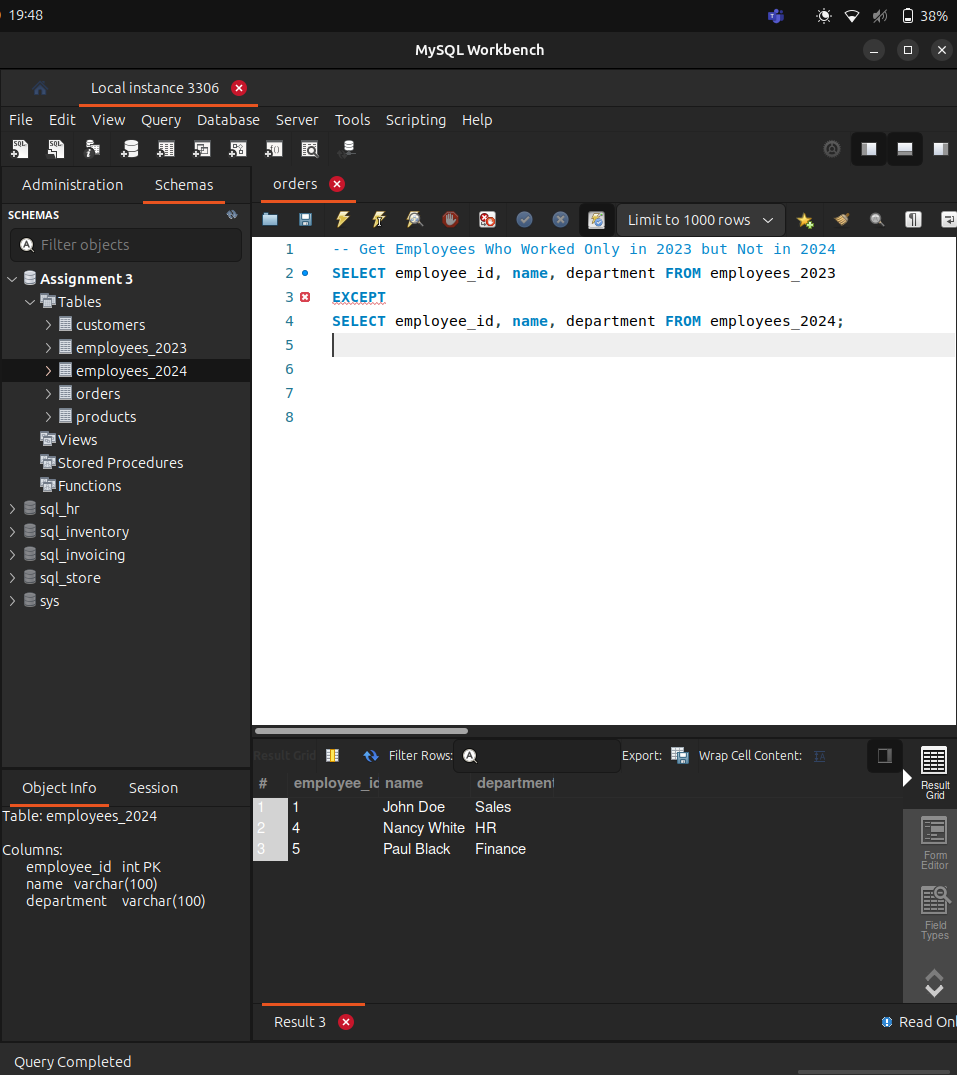 19:48
38%
MySQL Workbench
Local instance 3306
File Edit View Query Database Server Tools Scripting Help
Administration Schemas
orders
SCHEMAS
Filter objects
Limit to 1000 rows
Assignment 3
Tables
customers
employees_2023
employees_2024
orders
products
Views
Stored Procedures
Functions
sql_hr
sql_inventory
sql_invoicing
sql_store
sys
1 -- Get Employees Who Worked Only in 2023 but Not in 2024
2 SELECT employee_id, name, department FROM employees_2023
3 EXCEPT
4 SELECT employee_id, name, department FROM employees_2024;
5
6
7
8
Result Grid Filter Rows: Export: Wrap Cell Content:
# employee_id name department
1 1 John Doe Sales
2 4 Nancy White HR
3 5 Paul Black Finance
Result
Grid
Form
Editor
Field
Types
Object Info Session
Table: employees_2024
Columns:
employee_id int PK
name varchar(100)
department varchar(100)
Result 3
Read Onl
Query Completed